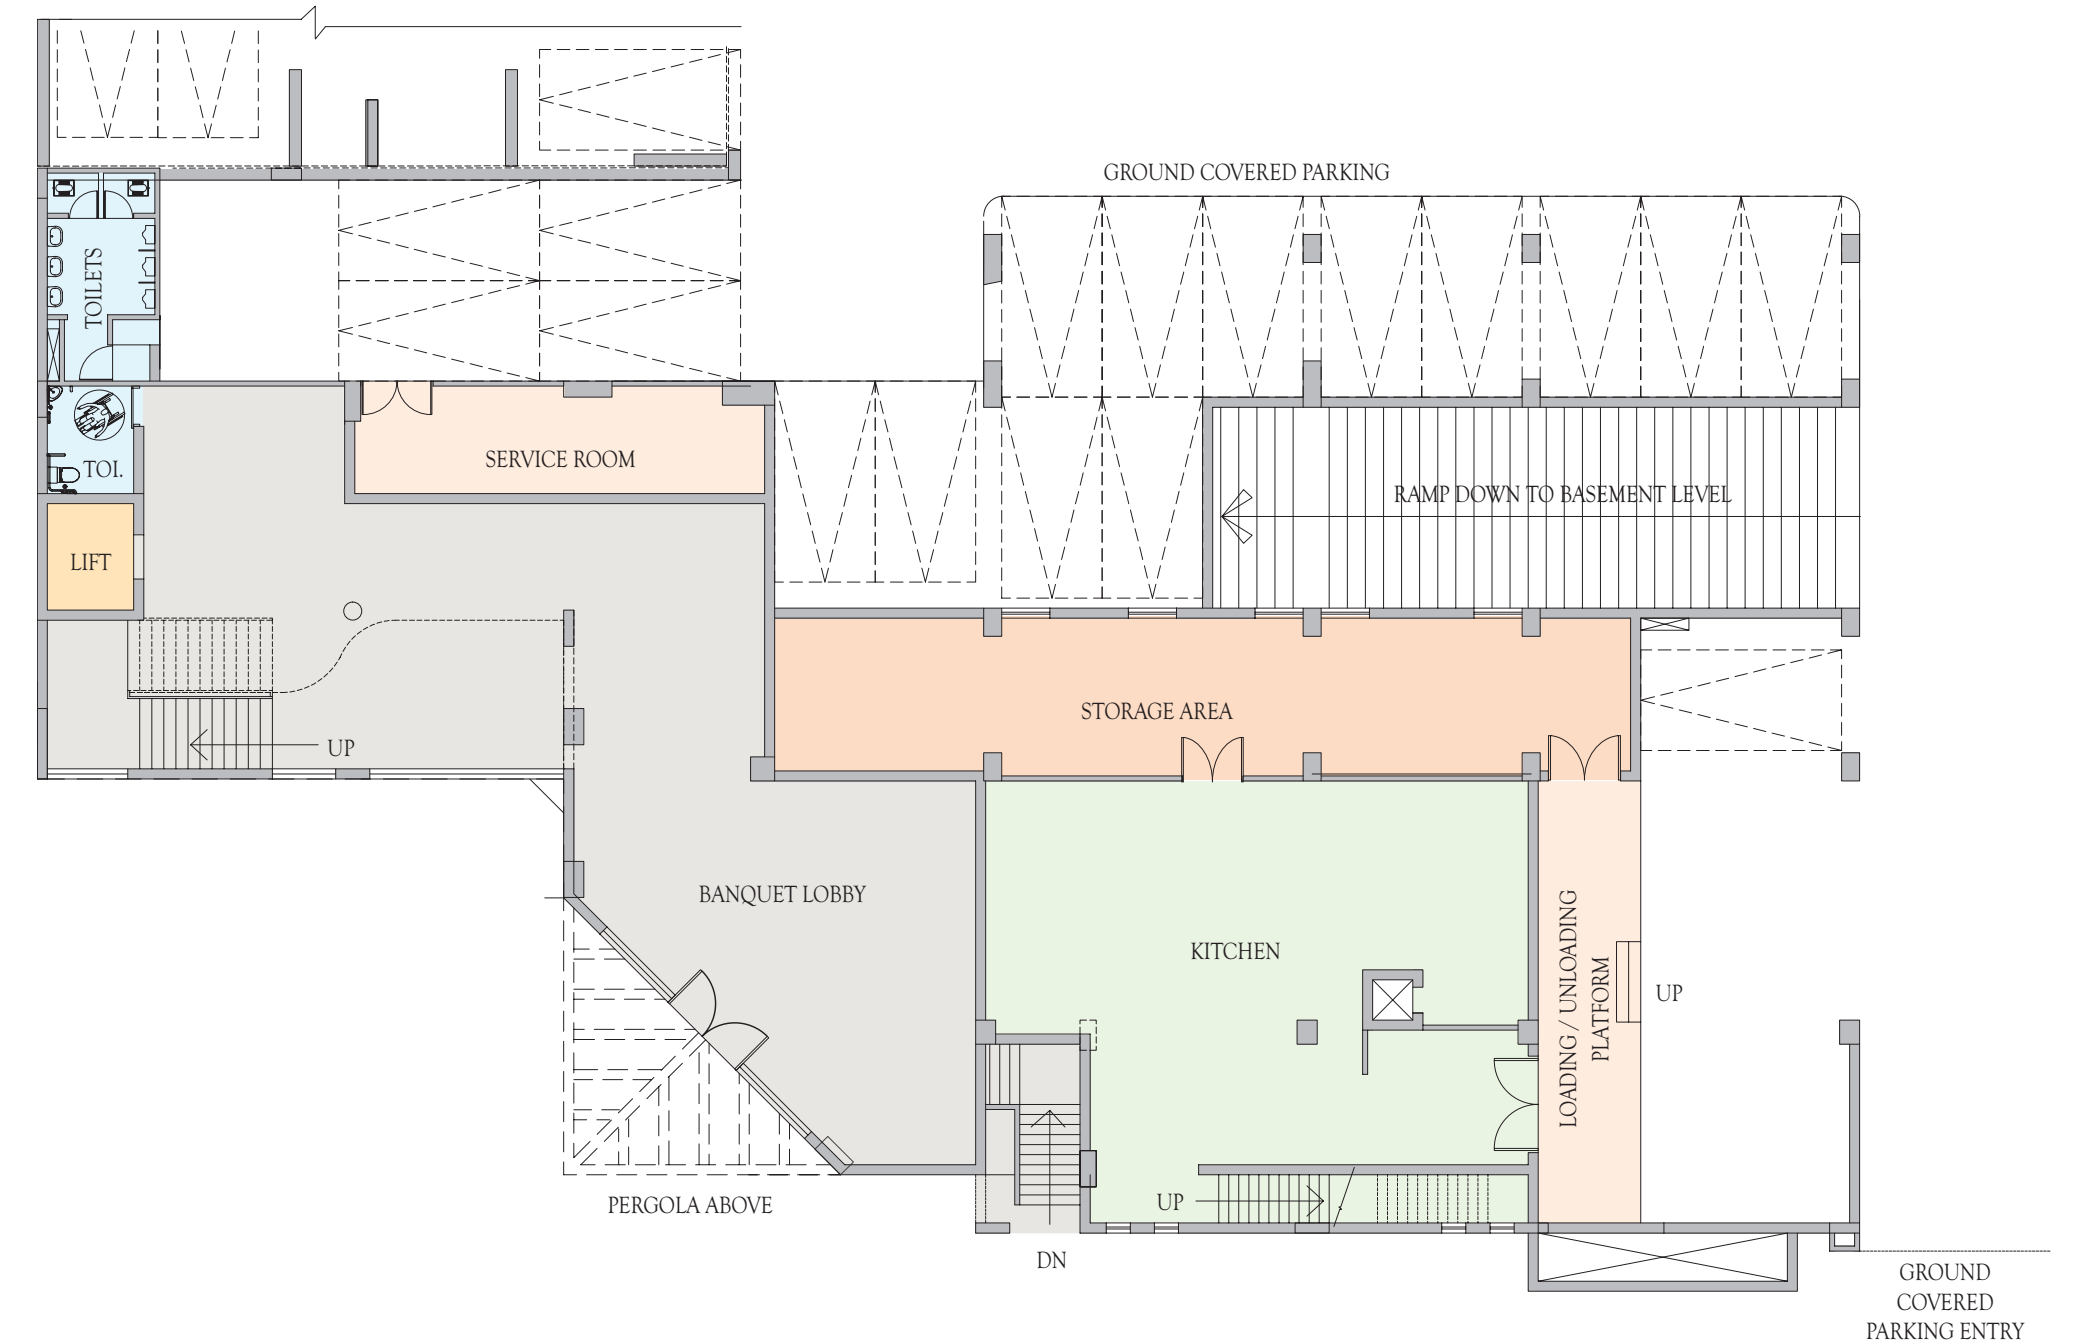 GROUND COVERED PARKING
TOILETS
TOI.
SERVICE ROOM
RAMP DOWN TO BASEMENT LEVEL
LIFT
UP
STORAGE AREA
BANQUET LOBBY
KITCHEN
LOADING / UNLOADING
PLATFORM
UP
UP
PERGOLA ABOVE
DN
GROUND
COVERED
PARKING ENTRY